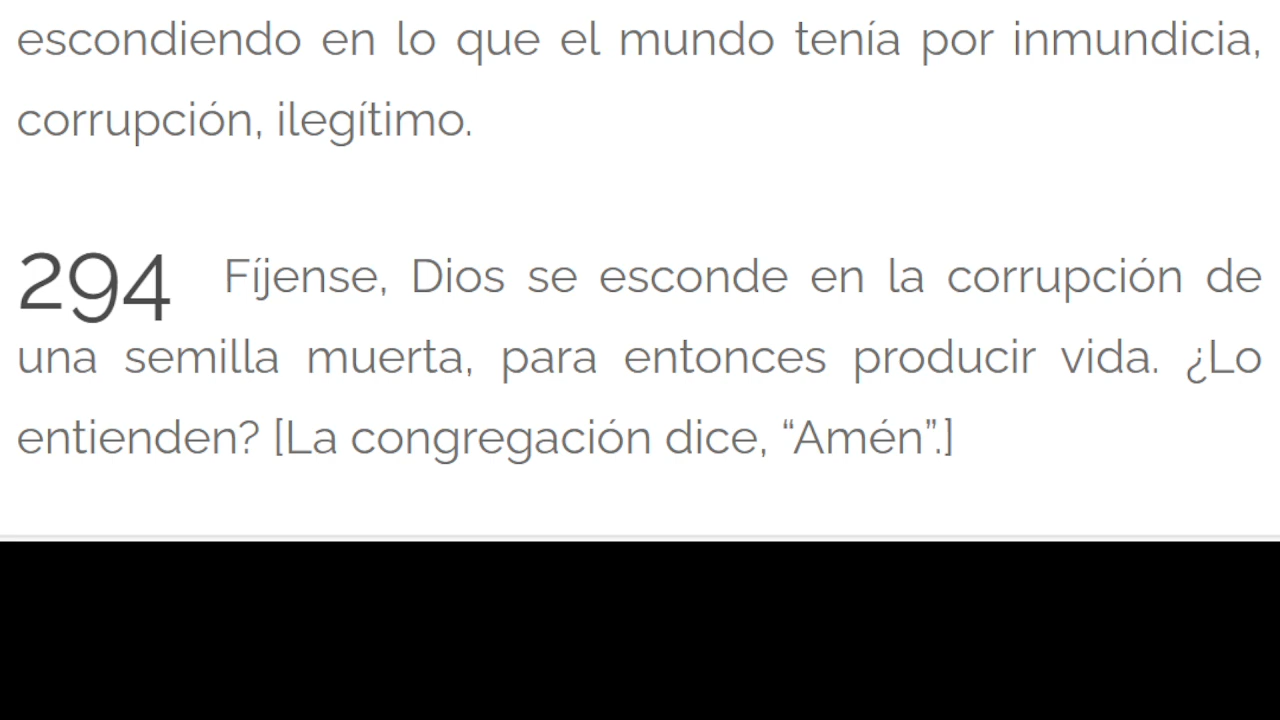 escondiendo en lo que el mundo tenía por inmundicia,
corrupción, ilegítimo.
294 Fíjense, Dios se esconde en la corrupción de
una semilla muerta, para entonces producir vida. ¿Lo
entienden? [La congregación dice, “Amén”.]